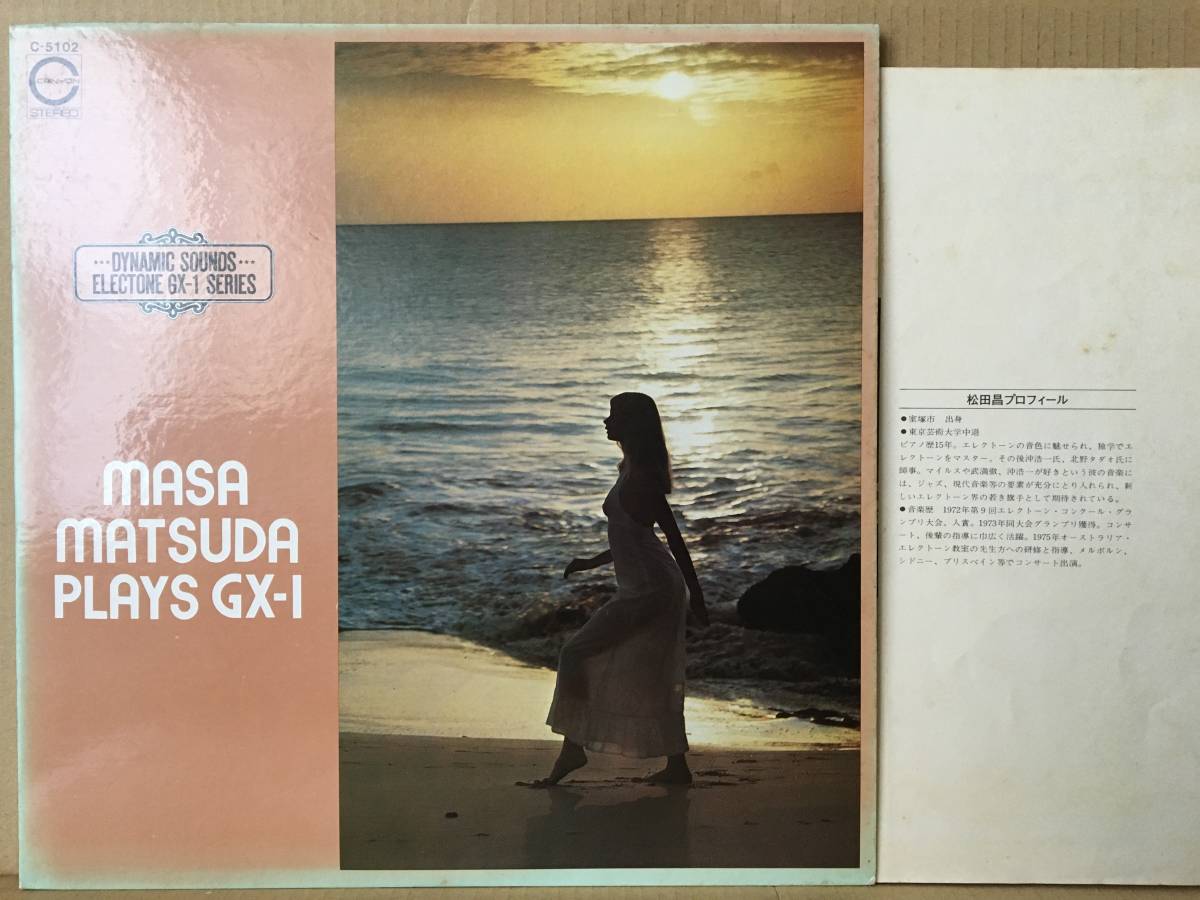 C-5102
CANYON
STEREO
DYNAMIC SOUNDS
ELECTONE GX-1 SERIES
MASA
MATSUDA
PLAYS GX-1
松田昌プロフィール
●宝塚市 出身
●東京芸術大学中退
ピアノ歴15年。エレクトーンの音色に魅せられ、独学でエ
レクトーンをマスター。その後沖浩一氏、北野タダオ氏に
師事。マイルスや武満徹、沖浩一が好きという彼の音楽に
は、ジャズ、現代音楽等の要素が充分にとり入れられ、新
しいエレクトーン界の若き旗手として期待されている。
●音楽歴 1972年第9回エレクトーン・コンクール・グラ
ンプリ大会、入賞。1973年同大会グランプリ獲得。コンサ
ート、後輩の指導に巾広く活躍。1975年オーストラリア・
エレクトーン教室の先生方への研修と指導、メルボルン、
シドニー、ブリスベイン等でコンサート出演。